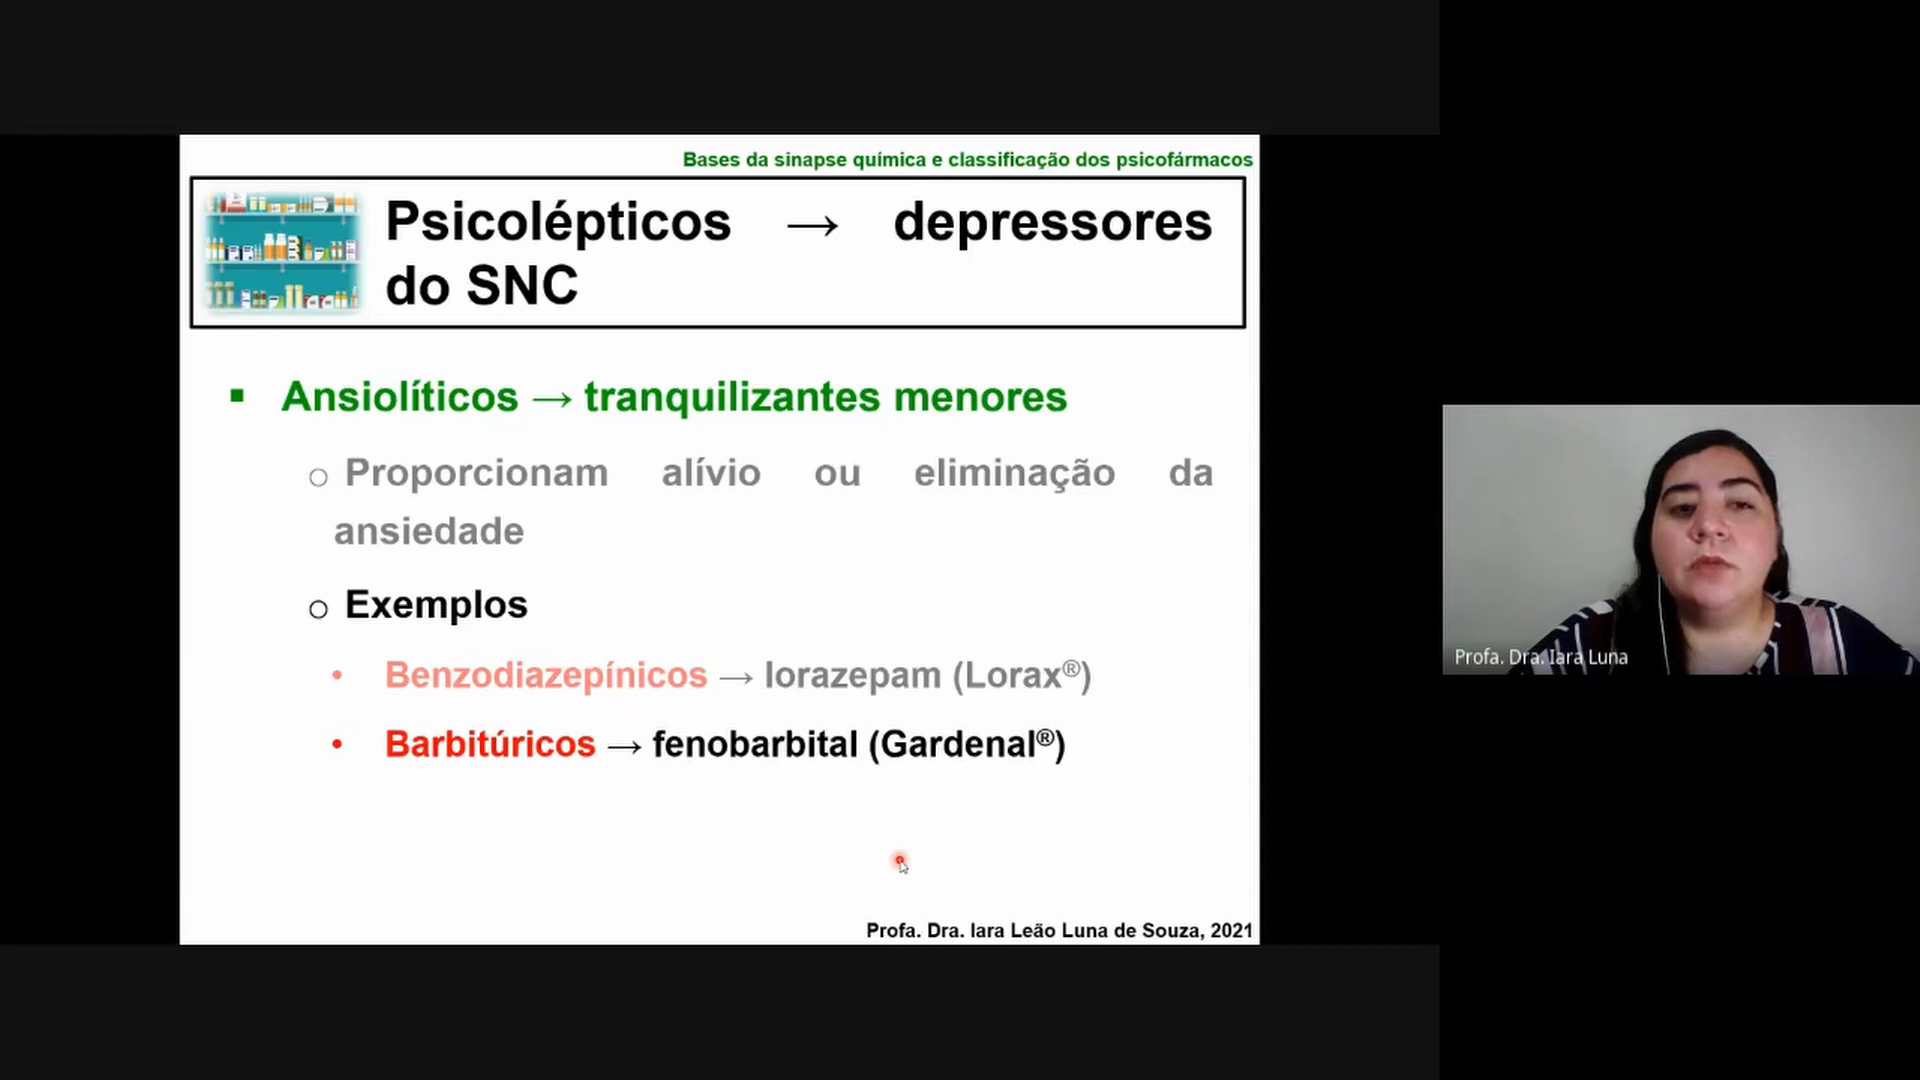 Bases da sinapse química e classificação dos psicofármacos
Psicolépticos → depressores
do SNC
▪ Ansiolíticos → tranquilizantes menores
o Proporcionam alívio ou eliminação da
ansiedade
o Exemplos
• Benzodiazepínicos → lorazepam (Lorax®)
• Barbitúricos → fenobarbital (Gardenal®)
Profa. Dra. Iara Luna
Profa. Dra. Iara Leão Luna de Souza, 2021